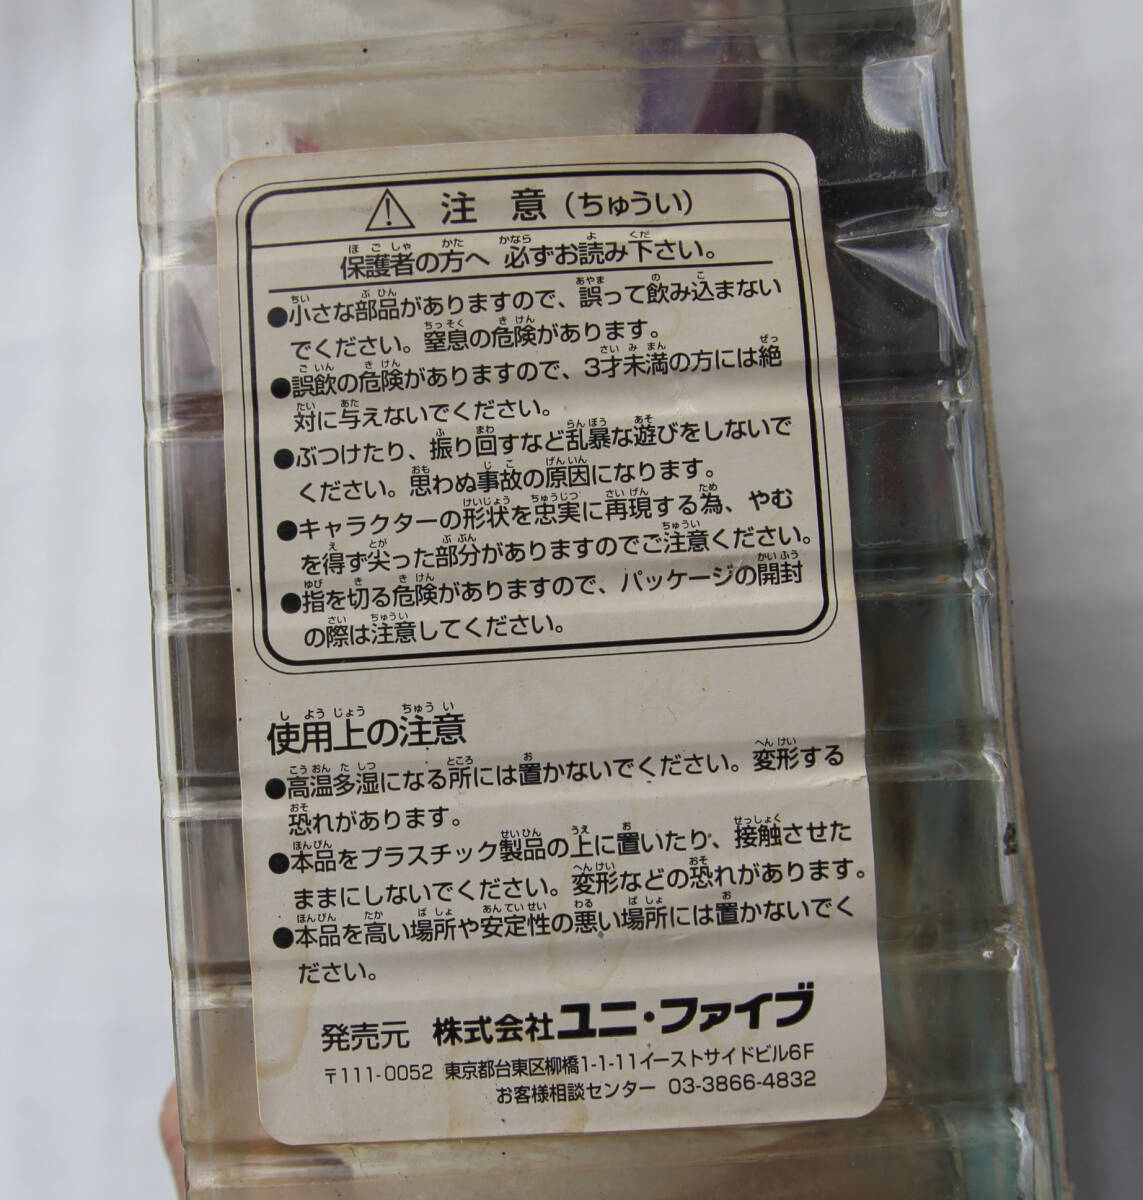 ⚠ 注意（ちゅうい）
保護者の方へ 必ずお読み下さい。
●小さな部品がありますので、誤って飲み込まない
でください。窒息の危険があります。
●誤飲の危険がありますので、3才未満の方には絶
対に与えないでください。
●ぶつけたり、振り回すなど乱暴な遊びをしないで
ください。思わぬ事故の原因になります。
●キャラクターの形状を忠実に再現する為、やむ
を得ず尖った部分がありますのでご注意ください。
●指を切る危険がありますので、パッケージの開封
の際は注意してください。
使用上の注意
●高温多湿になる所には置かないでください。変形する
恐れがあります。
●本品をプラスチック製品の上に置いたり、接触させた
ままにしないでください。変形などの恐れがあります。
●本品を高い場所や安定性の悪い場所には置かないでく
ださい。
発売元 株式会社ユニ・ファイブ
〒111-0052 東京都台東区柳橋1-1-11イーストサイドビル6F
お客様相談センター 03-3866-4832